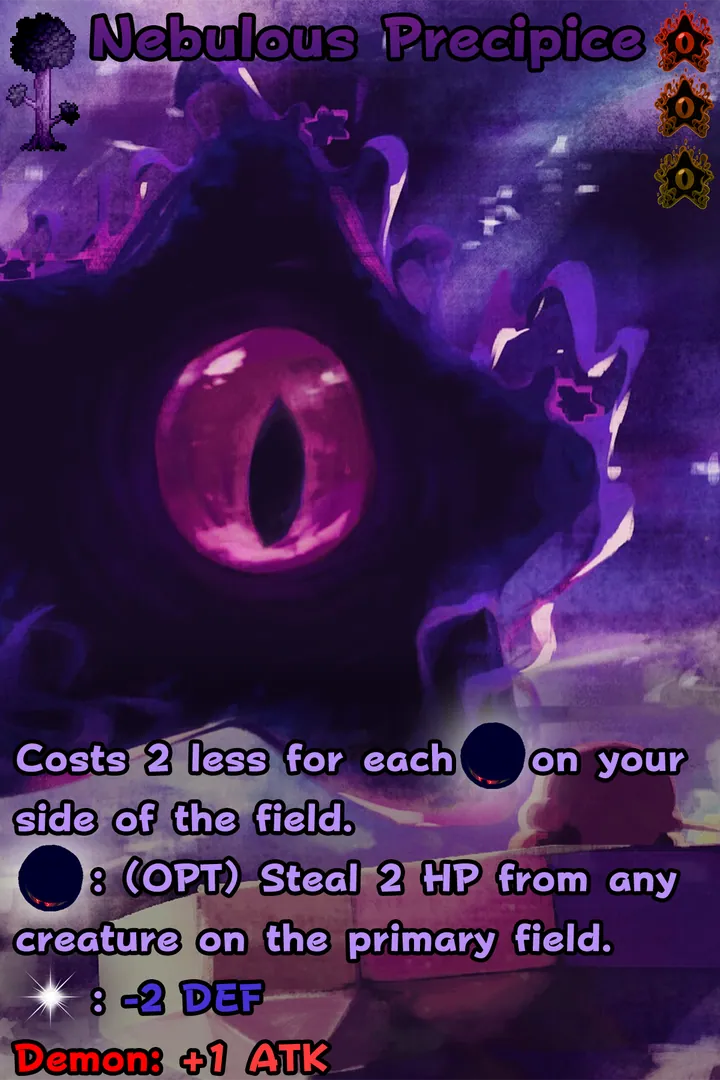 Nebulous Precipice
0
0
0
Costs 2 less for each on your
side of the field.
: (OPT) Steal 2 HP from any
creature on the primary field.
: -2 DEF
Demon: +1 ATK